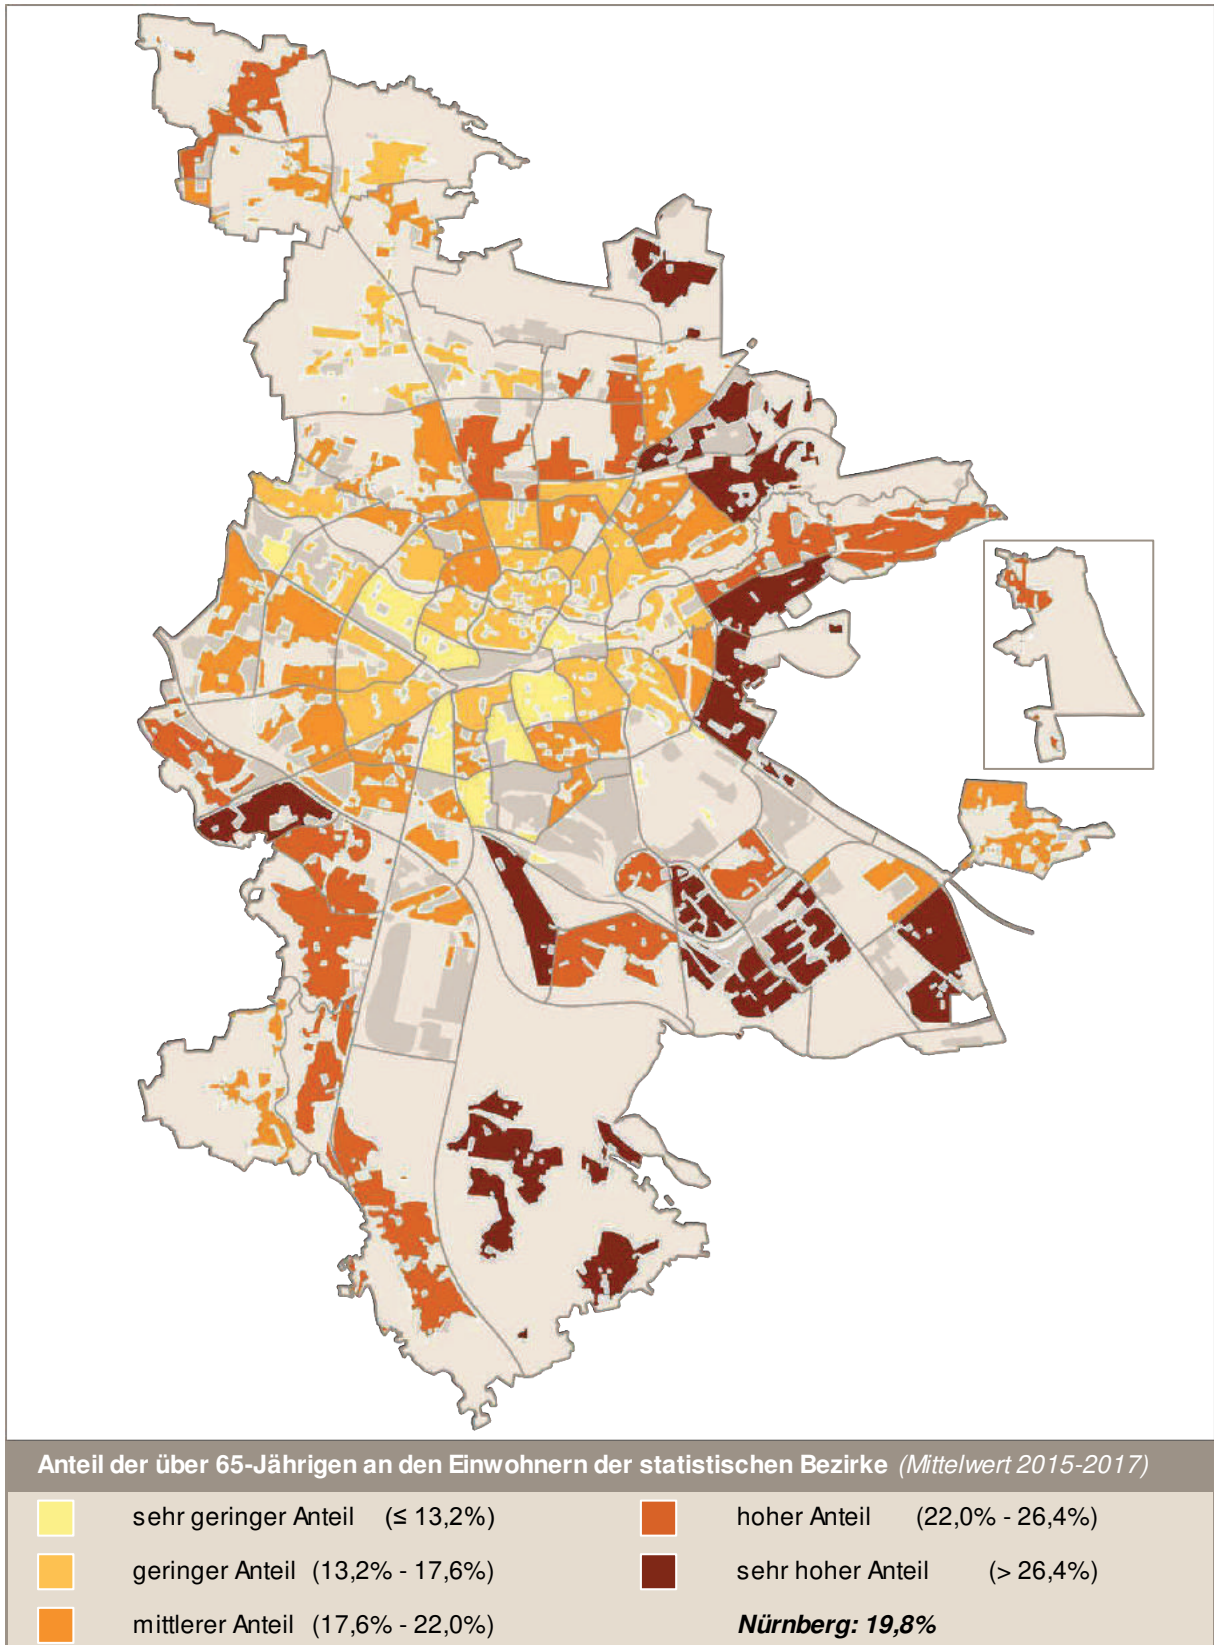 Anteil der über 65-Jährigen an den Einwohnern der statistischen Bezirke (Mittelwert 2015-2017)
sehr geringer Anteil (≤ 13,2%)
geringer Anteil (13,2% - 17,6%)
mittlerer Anteil (17,6% - 22,0%)
hoher Anteil (22,0% - 26,4%)
sehr hoher Anteil (> 26,4%)
Nürnberg: 19,8%